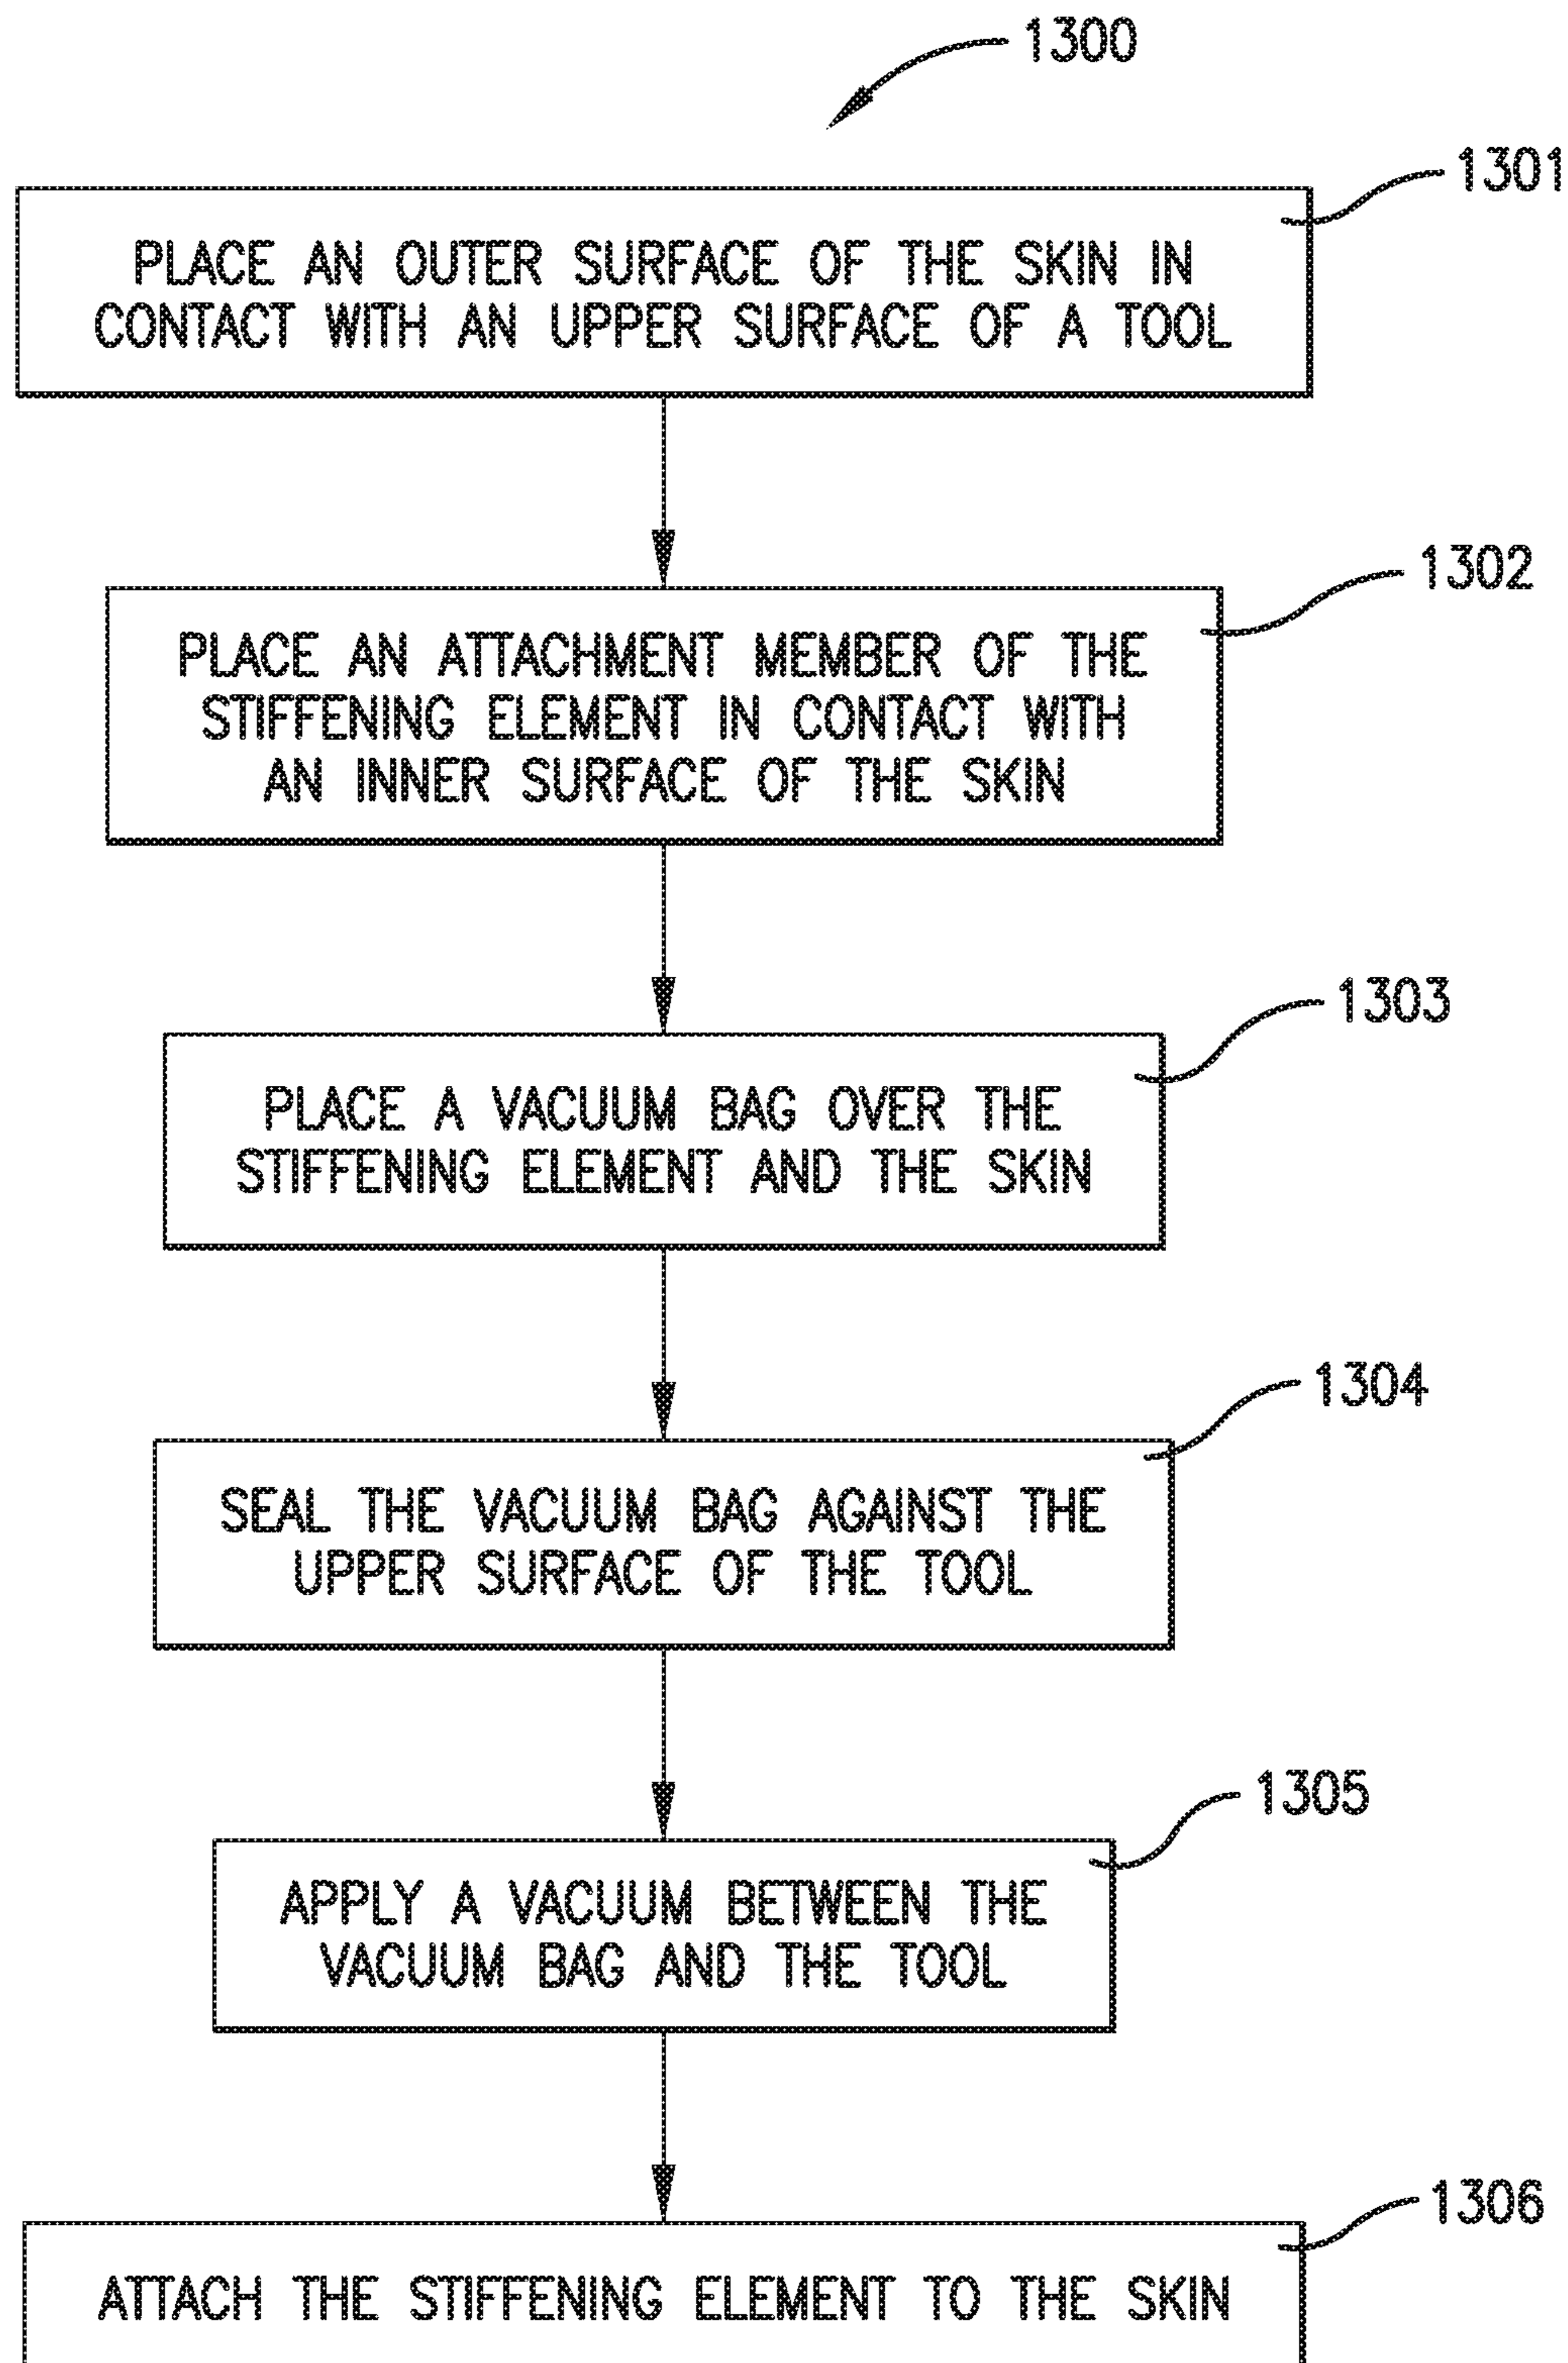 1300
1301
PLACE AN OUTER SURFACE OF THE SKIN IN
CONTACT WITH AN UPPER SURFACE OF A TOOL
1302
PLACE AN ATTACHMENT MEMBER OF THE
STIFFENING ELEMENT IN CONTACT WITH
AN INNER SURFACE OF THE SKIN
1303
PLACE A VACUUM BAG OVER THE
STIFFENING ELEMENT AND THE SKIN
1304
SEAL THE VACUUM BAG AGAINST THE
UPPER SURFACE OF THE TOOL
1305
APPLY A VACUUM BETWEEN THE
VACUUM BAG AND THE TOOL
1306
ATTACH THE STIFFENING ELEMENT TO THE SKIN